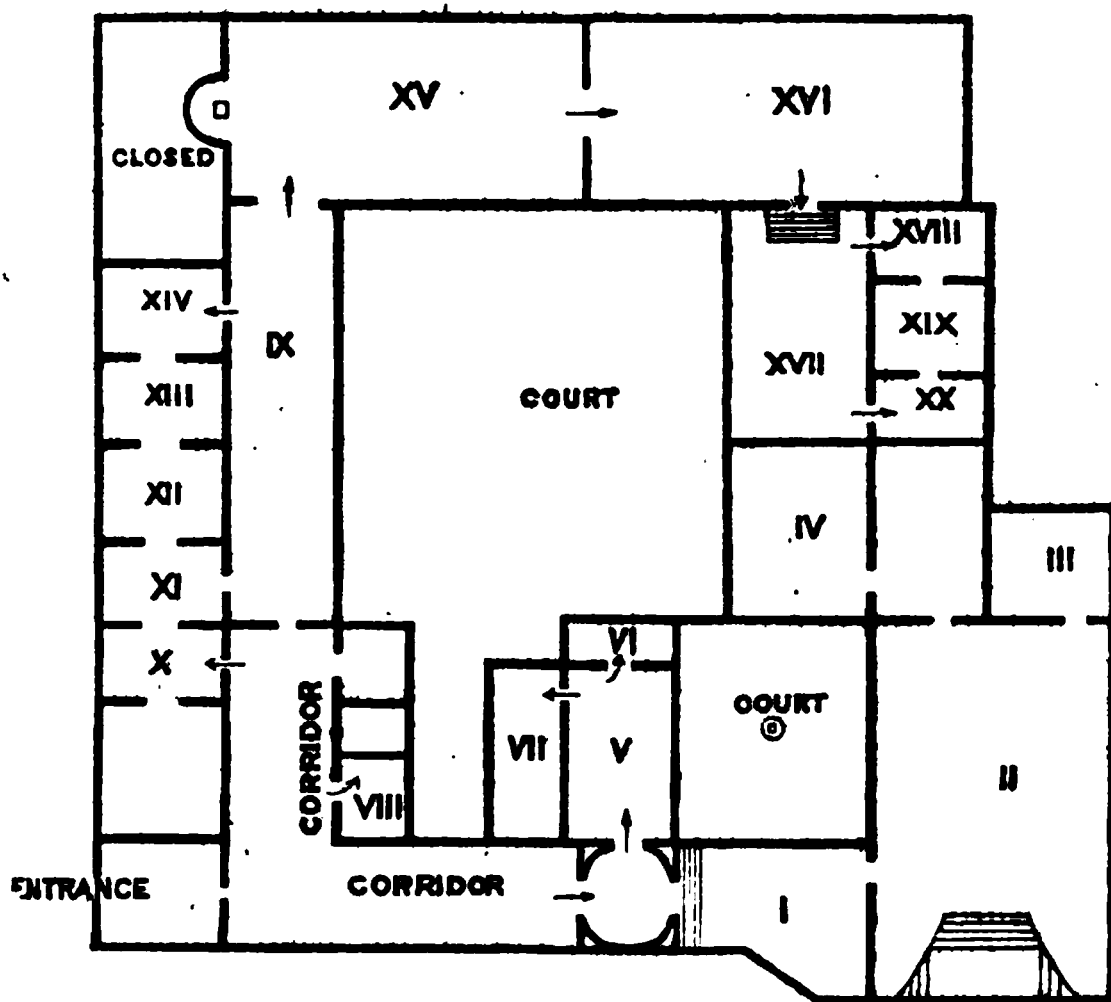 XV
XVI
CLOSED
XVIII
XIV
IX
XIX
XVII
XIII
COURT
XX
XII
IV
III
XI
VI
X
COURT
CORRIDOR
VII
V
II
VIII
ENTRANCE
CORRIDOR
I